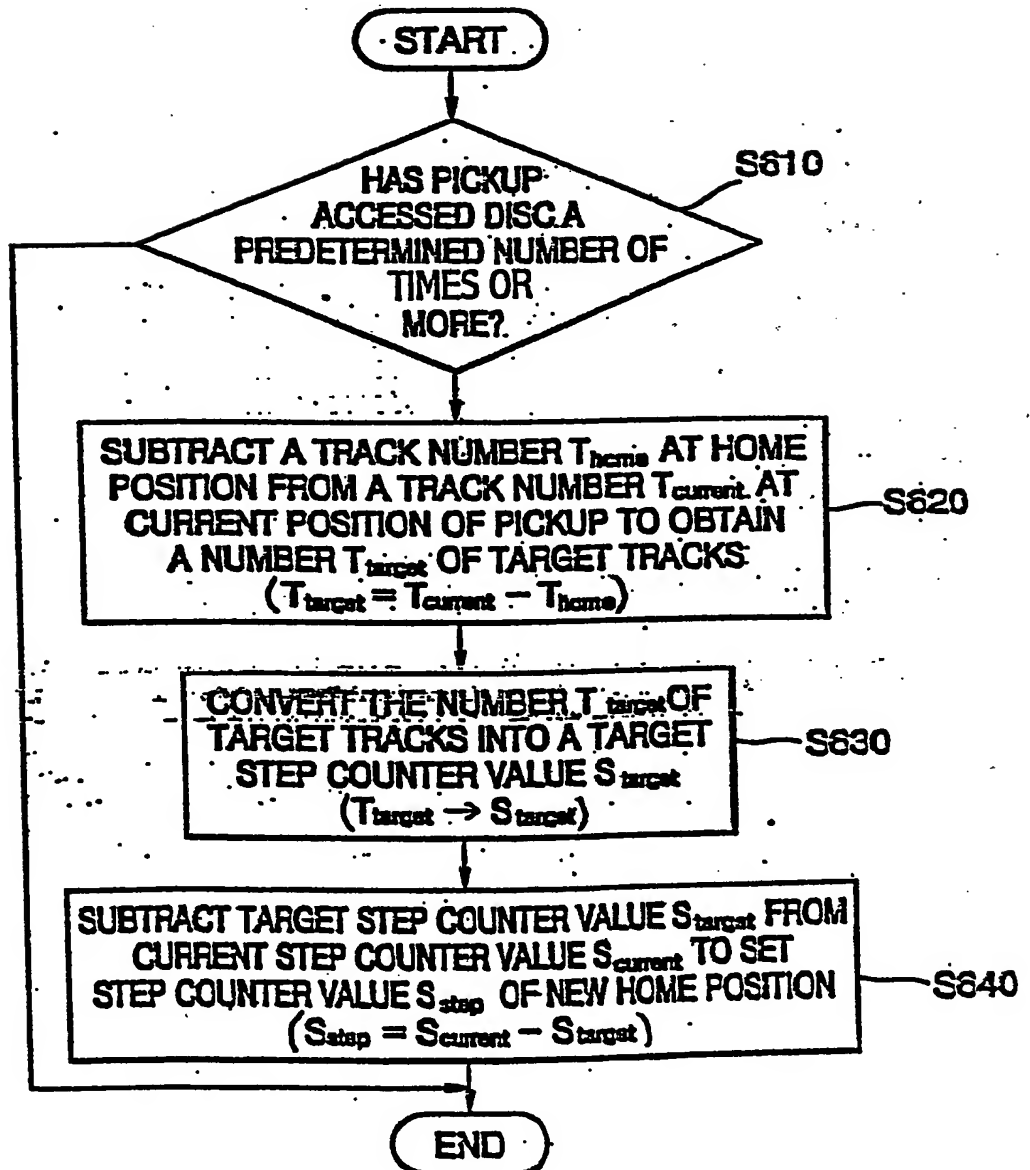 START
HAS PICKUP
ACCESSED DISC A
PREDETERMINED NUMBER OF
TIMES OR
MORE?
S610
SUBTRACT A TRACK NUMBER Thome AT HOME
POSITION FROM A TRACK NUMBER Tcurrent AT
CURRENT POSITION OF PICKUP TO OBTAIN
A NUMBER Ttarget OF TARGET TRACKS
(Ttarget = Tcurrent − Thome)
S620
CONVERT THE NUMBER Ttarget OF
TARGET TRACKS INTO A TARGET
STEP COUNTER VALUE Starget
(Ttarget → Starget)
S630
SUBTRACT TARGET STEP COUNTER VALUE Starget FROM
CURRENT STEP COUNTER VALUE Scurrent TO SET
STEP COUNTER VALUE Sstep OF NEW HOME POSITION
(Sstep = Scurrent − Starget)
S640
END